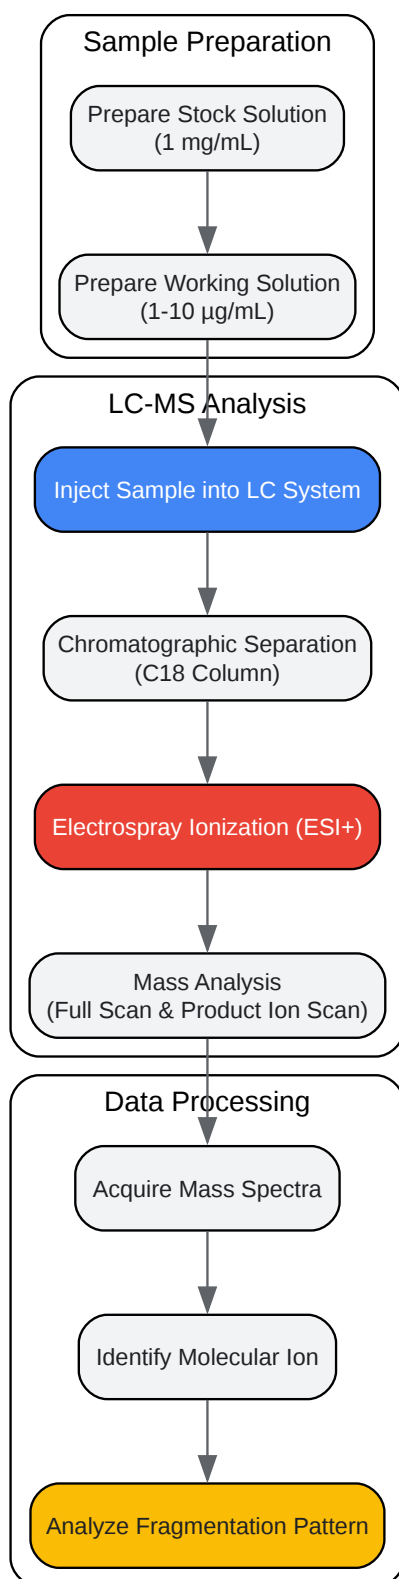 Sample Preparation
Prepare Stock Solution
(1 mg/mL)
Prepare Working Solution
(1-10 µg/mL)
LC-MS Analysis
Inject Sample into LC System
Chromatographic Separation
(C18 Column)
Electrospray Ionization (ESI+)
Mass Analysis
(Full Scan & Product Ion Scan)
Data Processing
Acquire Mass Spectra
Identify Molecular Ion
Analyze Fragmentation Pattern